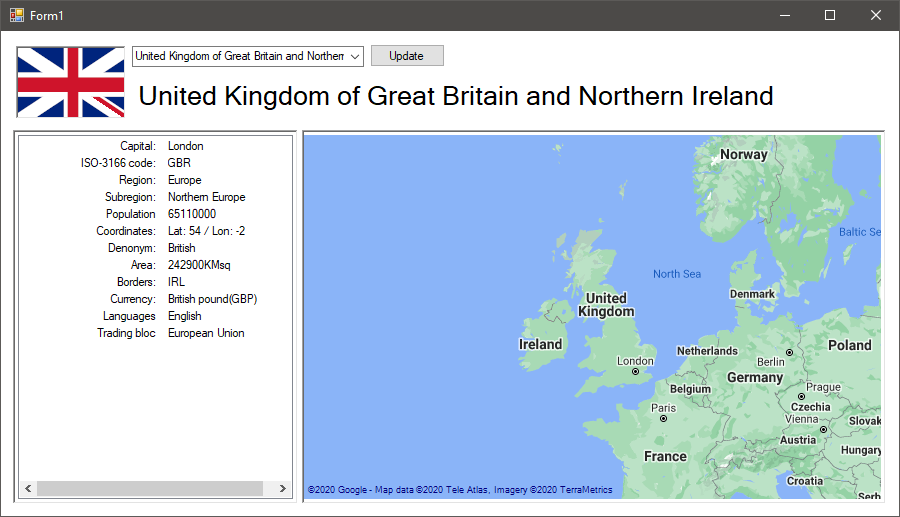 Form1
United Kingdom of Great Britain and Northern
Update
United Kingdom of Great Britain and Northern Ireland
Capital: London
ISO-3166 code: GBR
Region: Europe
Subregion: Northern Europe
Population 65110000
Coordinates: Lat: 54 / Lon: -2
Denonym: British
Area: 242900KMsq
Borders: IRL
Currency: British pound(GBP)
Languages English
Trading bloc European Union
Norway
Baltic Se
North Sea
Denmark
United
Kingdom
Ireland
Netherlands
Poland
London
Berlin
Germany
Belgium
Prague
Paris
Czechia
Vienna
Slovak
Austria
Hungary
France
Croatia
Serb
©2020 Google - Map data ©2020 Tele Atlas, Imagery ©2020 TerraMetrics